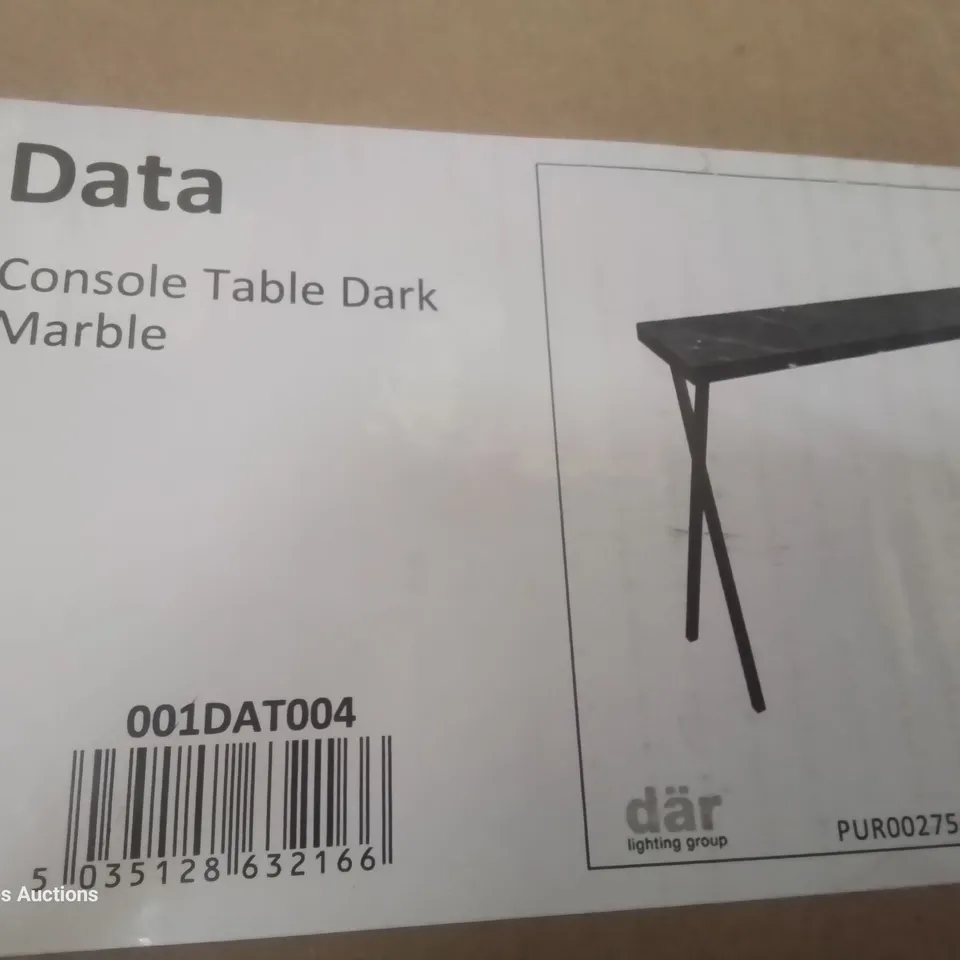 Data
Console Table Dark
Marble
001DAT004
5 035128 632166
där
lighting group
PUR00275
s Auctions